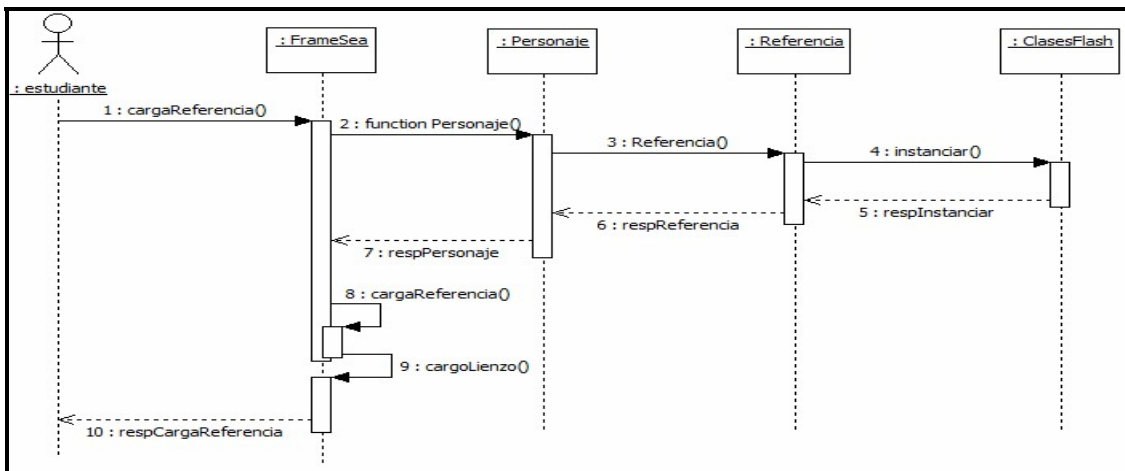 : FrameSea
: Personaje
: Referencia
: ClasesFlash
: estudiante
1 : cargaReferencia()
2 : function Personaje()
3 : Referencia()
4 : instanciar()
5 : respInstanciar
6 : respReferencia
7 : respPersonaje
8 : cargaReferencia()
9 : cargoLienzo()
10 : respCargaReferencia